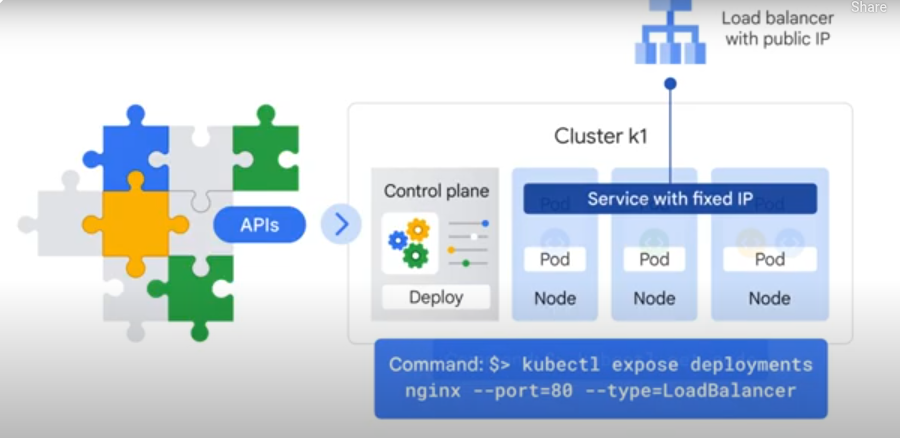 Share
Load balancer
with public IP
Cluster k1
Control plane
Service with fixed IP
APIs
Pod
Pod
Pod
Deploy
Node
Node
Node
Command: $> kubectl expose deployments
nginx --port=80 --type=LoadBalancer